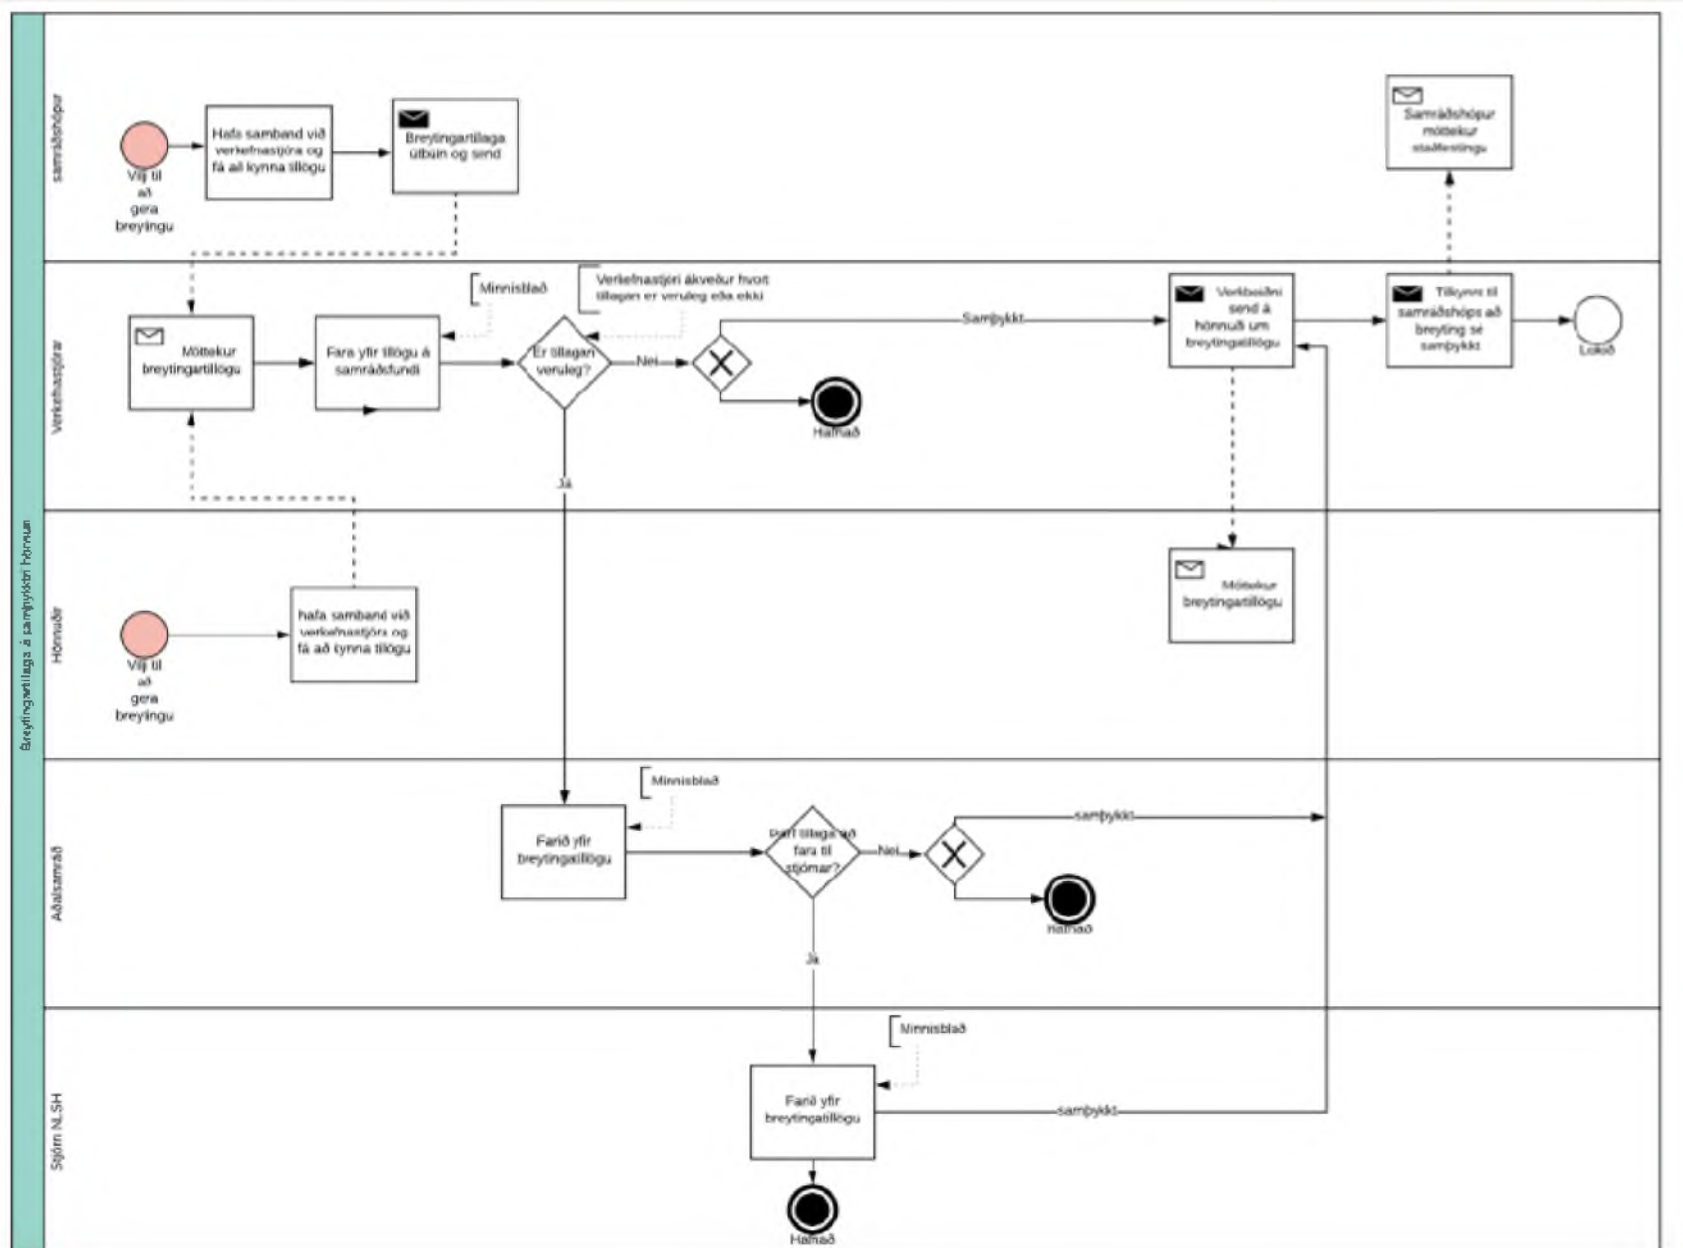 Breytingartillaga á samþykktri hönnun
samráðshópur
Vilji til
að
gera
breytingu
Hafa samband við
verkefnastjóra og
fá að kynna tillögu
Breytingartillaga
útbúin og send
Samráðshópur
móttekur
staðfestingu
Verkefnastjórar
Móttekur
breytingartillögu
Fara yfir tillögu á
samráðsfundi
Minnisblað
Verkefnastjóri ákveður hvort
tillagan er veruleg eða ekki
Er tillagan
veruleg?
Nei
Já
Hafnað
Samþykkt
Verkbeiðni
send á
hönnuði um
breytingatillögu
Tilkynnt til
samráðshóps að
breyting sé
samþykkt
Lokið
Hönnuðir
Vilji til
að
gera
breytingu
hafa samband við
verkefnastjóra og
fá að kynna tillögu
Móttekur
breytingartillögu
Aðalsamráð
Farið yfir
breytingatillögu
Minnisblað
Þarf tillaga að
fara til
stjórnar?
Nei
Já
samþykkt
hafnað
Stjórn NLSH
Farið yfir
breytingatillögu
Minnisblað
samþykkt
Hafnað